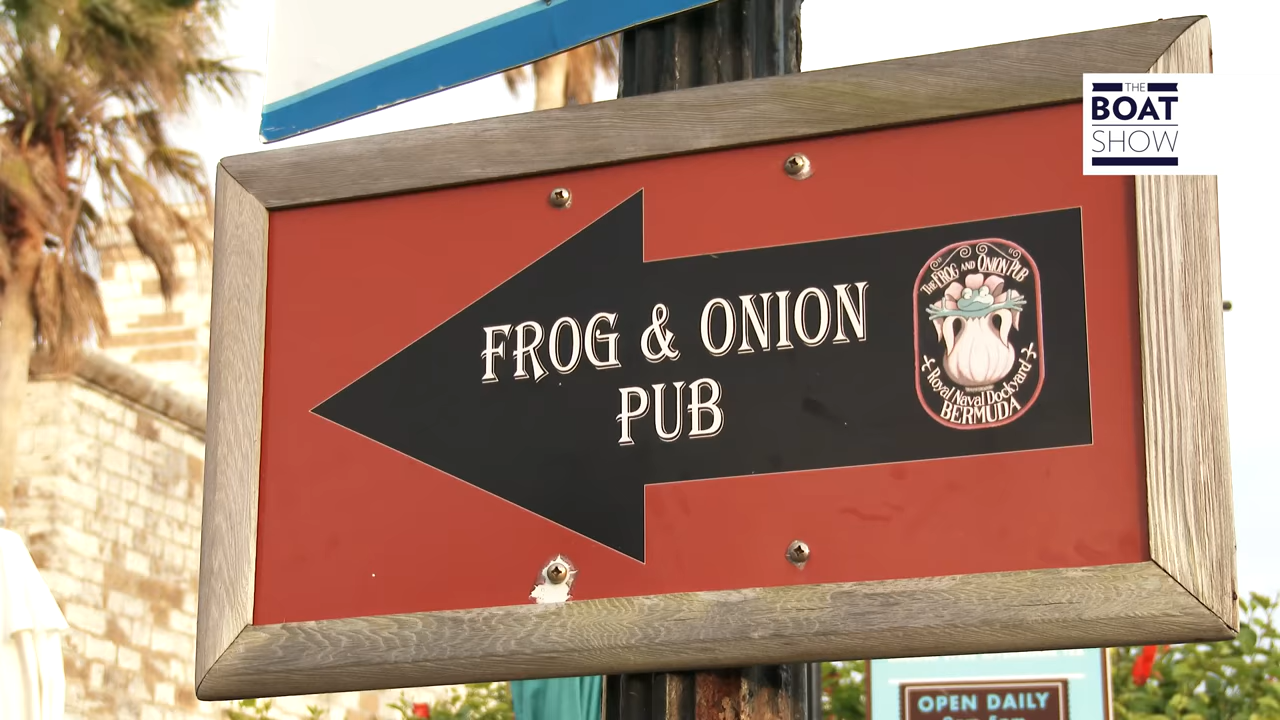 THE
BOAT
SHOW
FROG & ONION
PUB
THE FROG AND ONION PUB
Royal Naval Dockyard
BERMUDA
OPEN DAILY